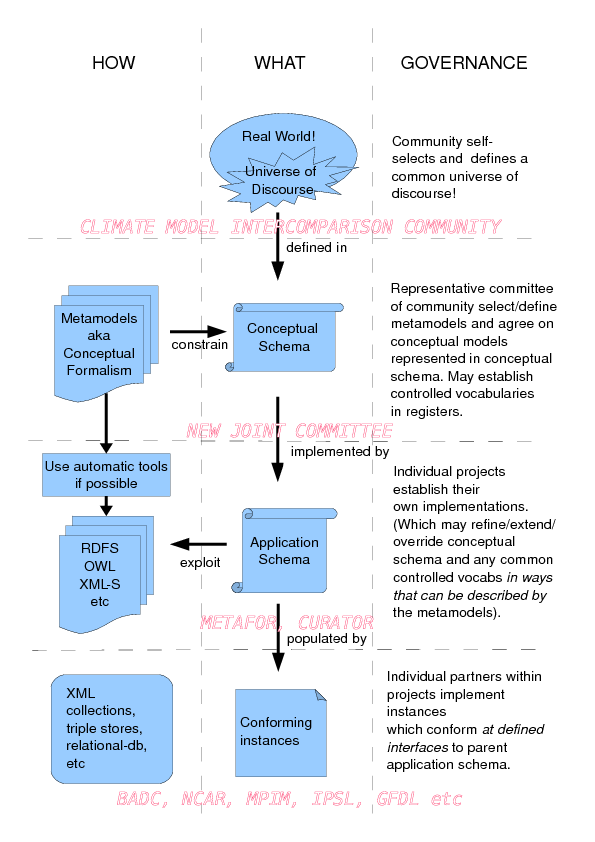 HOW
WHAT
GOVERNANCE
Real World!
Universe of
Discourse
Community self-
selects and defines a
common universe of
discourse!
CLIMATE MODEL INTERCOMPARISON COMMUNITY
defined in
Metamodels
aka
Conceptual
Formalism
constrain
Conceptual
Schema
Representative committee
of community select/define
metamodels and agree on
conceptual models
represented in conceptual
schema. May establish
controlled vocabularies
in registers.
NEW JOINT COMMITTEE
implemented by
Use automatic tools
if possible
RDFS
OWL
XML-S
etc
exploit
Application
Schema
Individual projects
establish their
own implementations.
(Which may refine/extend/
override conceptual
schema and any common
controlled vocabs in ways
that can be described by
the metamodels).
METAFOR, CURATOR
populated by
XML
collections,
triple stores,
relational-db,
etc
Conforming
instances
Individual partners within
projects implement
instances
which conform at defined
interfaces to parent
application schema.
BADC, NCAR, MPIM, IPSL, GFDL etc